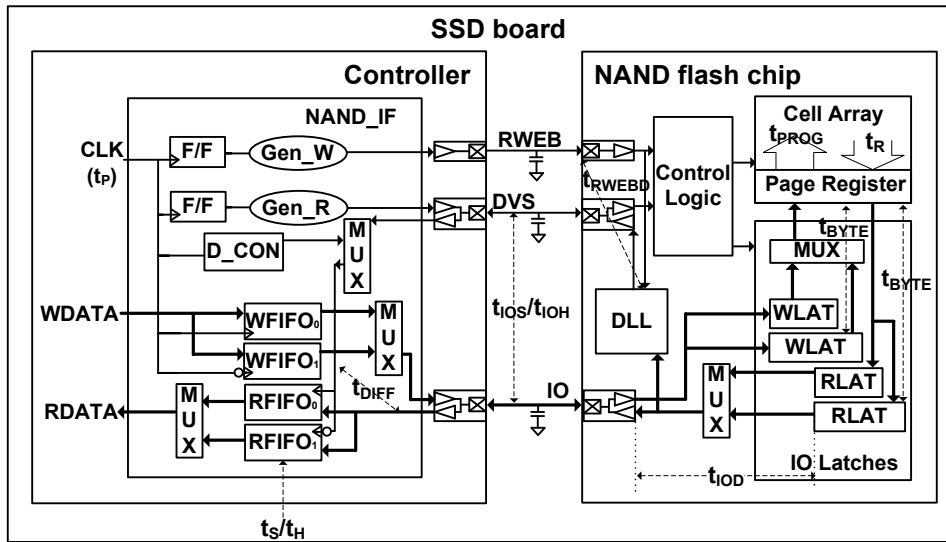 SSD board
Controller
NAND flash chip
NAND_IF
Cell Array
CLK
(tP)
F/F
Gen_W
RWEB
tPROG
tR
Control
Logic
Page Register
tRWEBD
F/F
Gen_R
DVS
D_CON
MUX
tBYTE
MUX
tBYTE
tIOS/tIOH
DLL
WDATA
WFIFO0
MUX
WLAT
WFIFO1
WLAT
tDIFF
IO
MUX
RLAT
RDATA
MUX
RFIFO0
RLAT
RFIFO1
tIOD
IO Latches
tS/tH